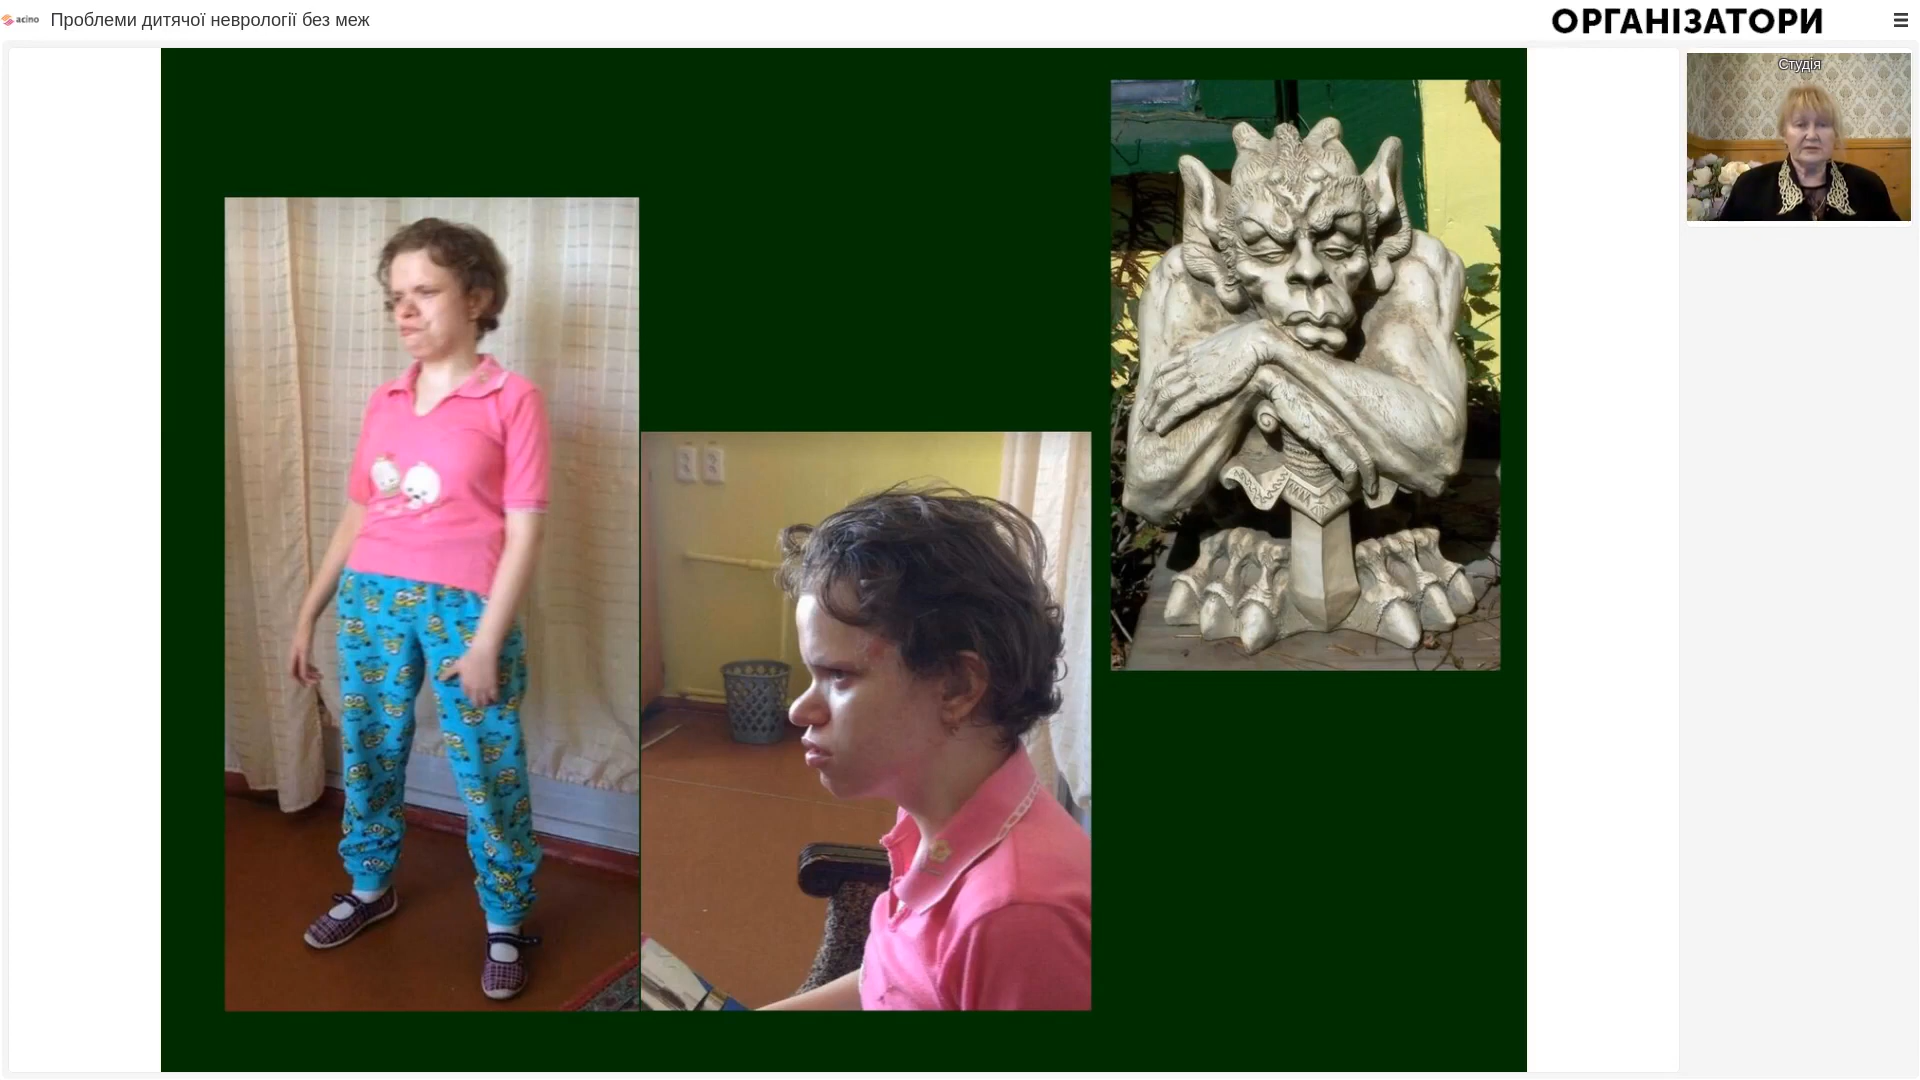 acino
Проблеми дитячої неврології без меж
ОРГАНІЗАТОРИ
Студія